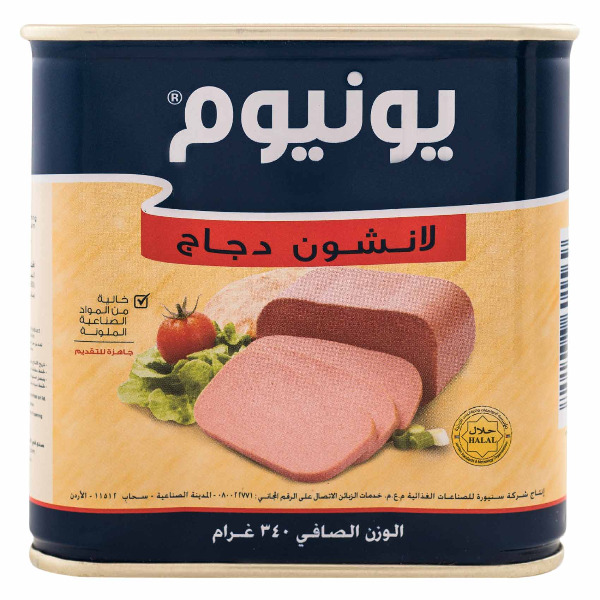 يونيوم ®
لانشون دجاج
خالية
من المواد
الصناعية
الملونة
جاهزة للتقديم
حلال
HALAL
إنتاج شركة سنيورة للصناعات الغذائية م.ع.م. خدمات الزبائن الاتصال على الرقم المجاني: ٠٨٠٠٢٢٧٧١ - المدينة الصناعية - سحاب - ١١٥١٢ الأردن
الوزن الصافي ٣٤٠ غرام